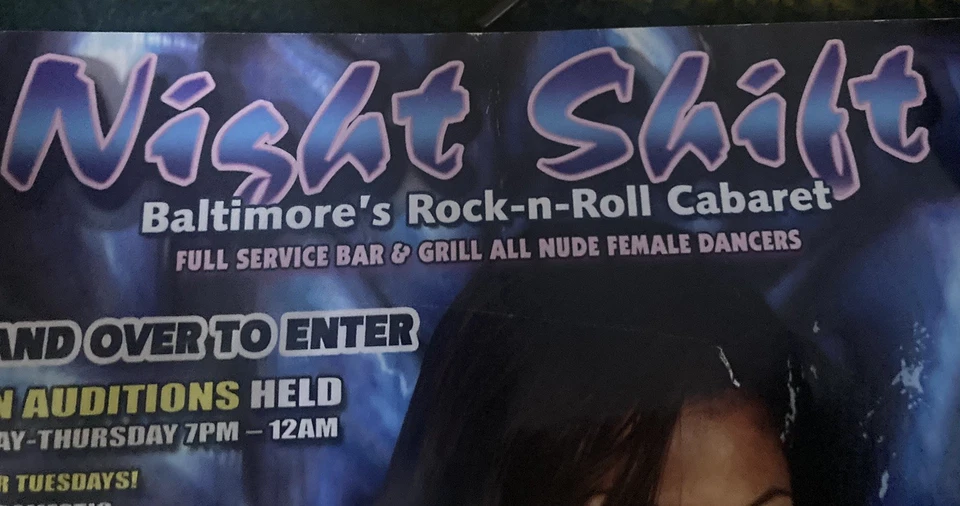 Night Shift
Baltimore's Rock-n-Roll Cabaret
FULL SERVICE BAR & GRILL ALL NUDE FEMALE DANCERS
AND OVER TO ENTER
N AUDITIONS HELD
AY-THURSDAY 7PM – 12AM
R TUESDAYS!